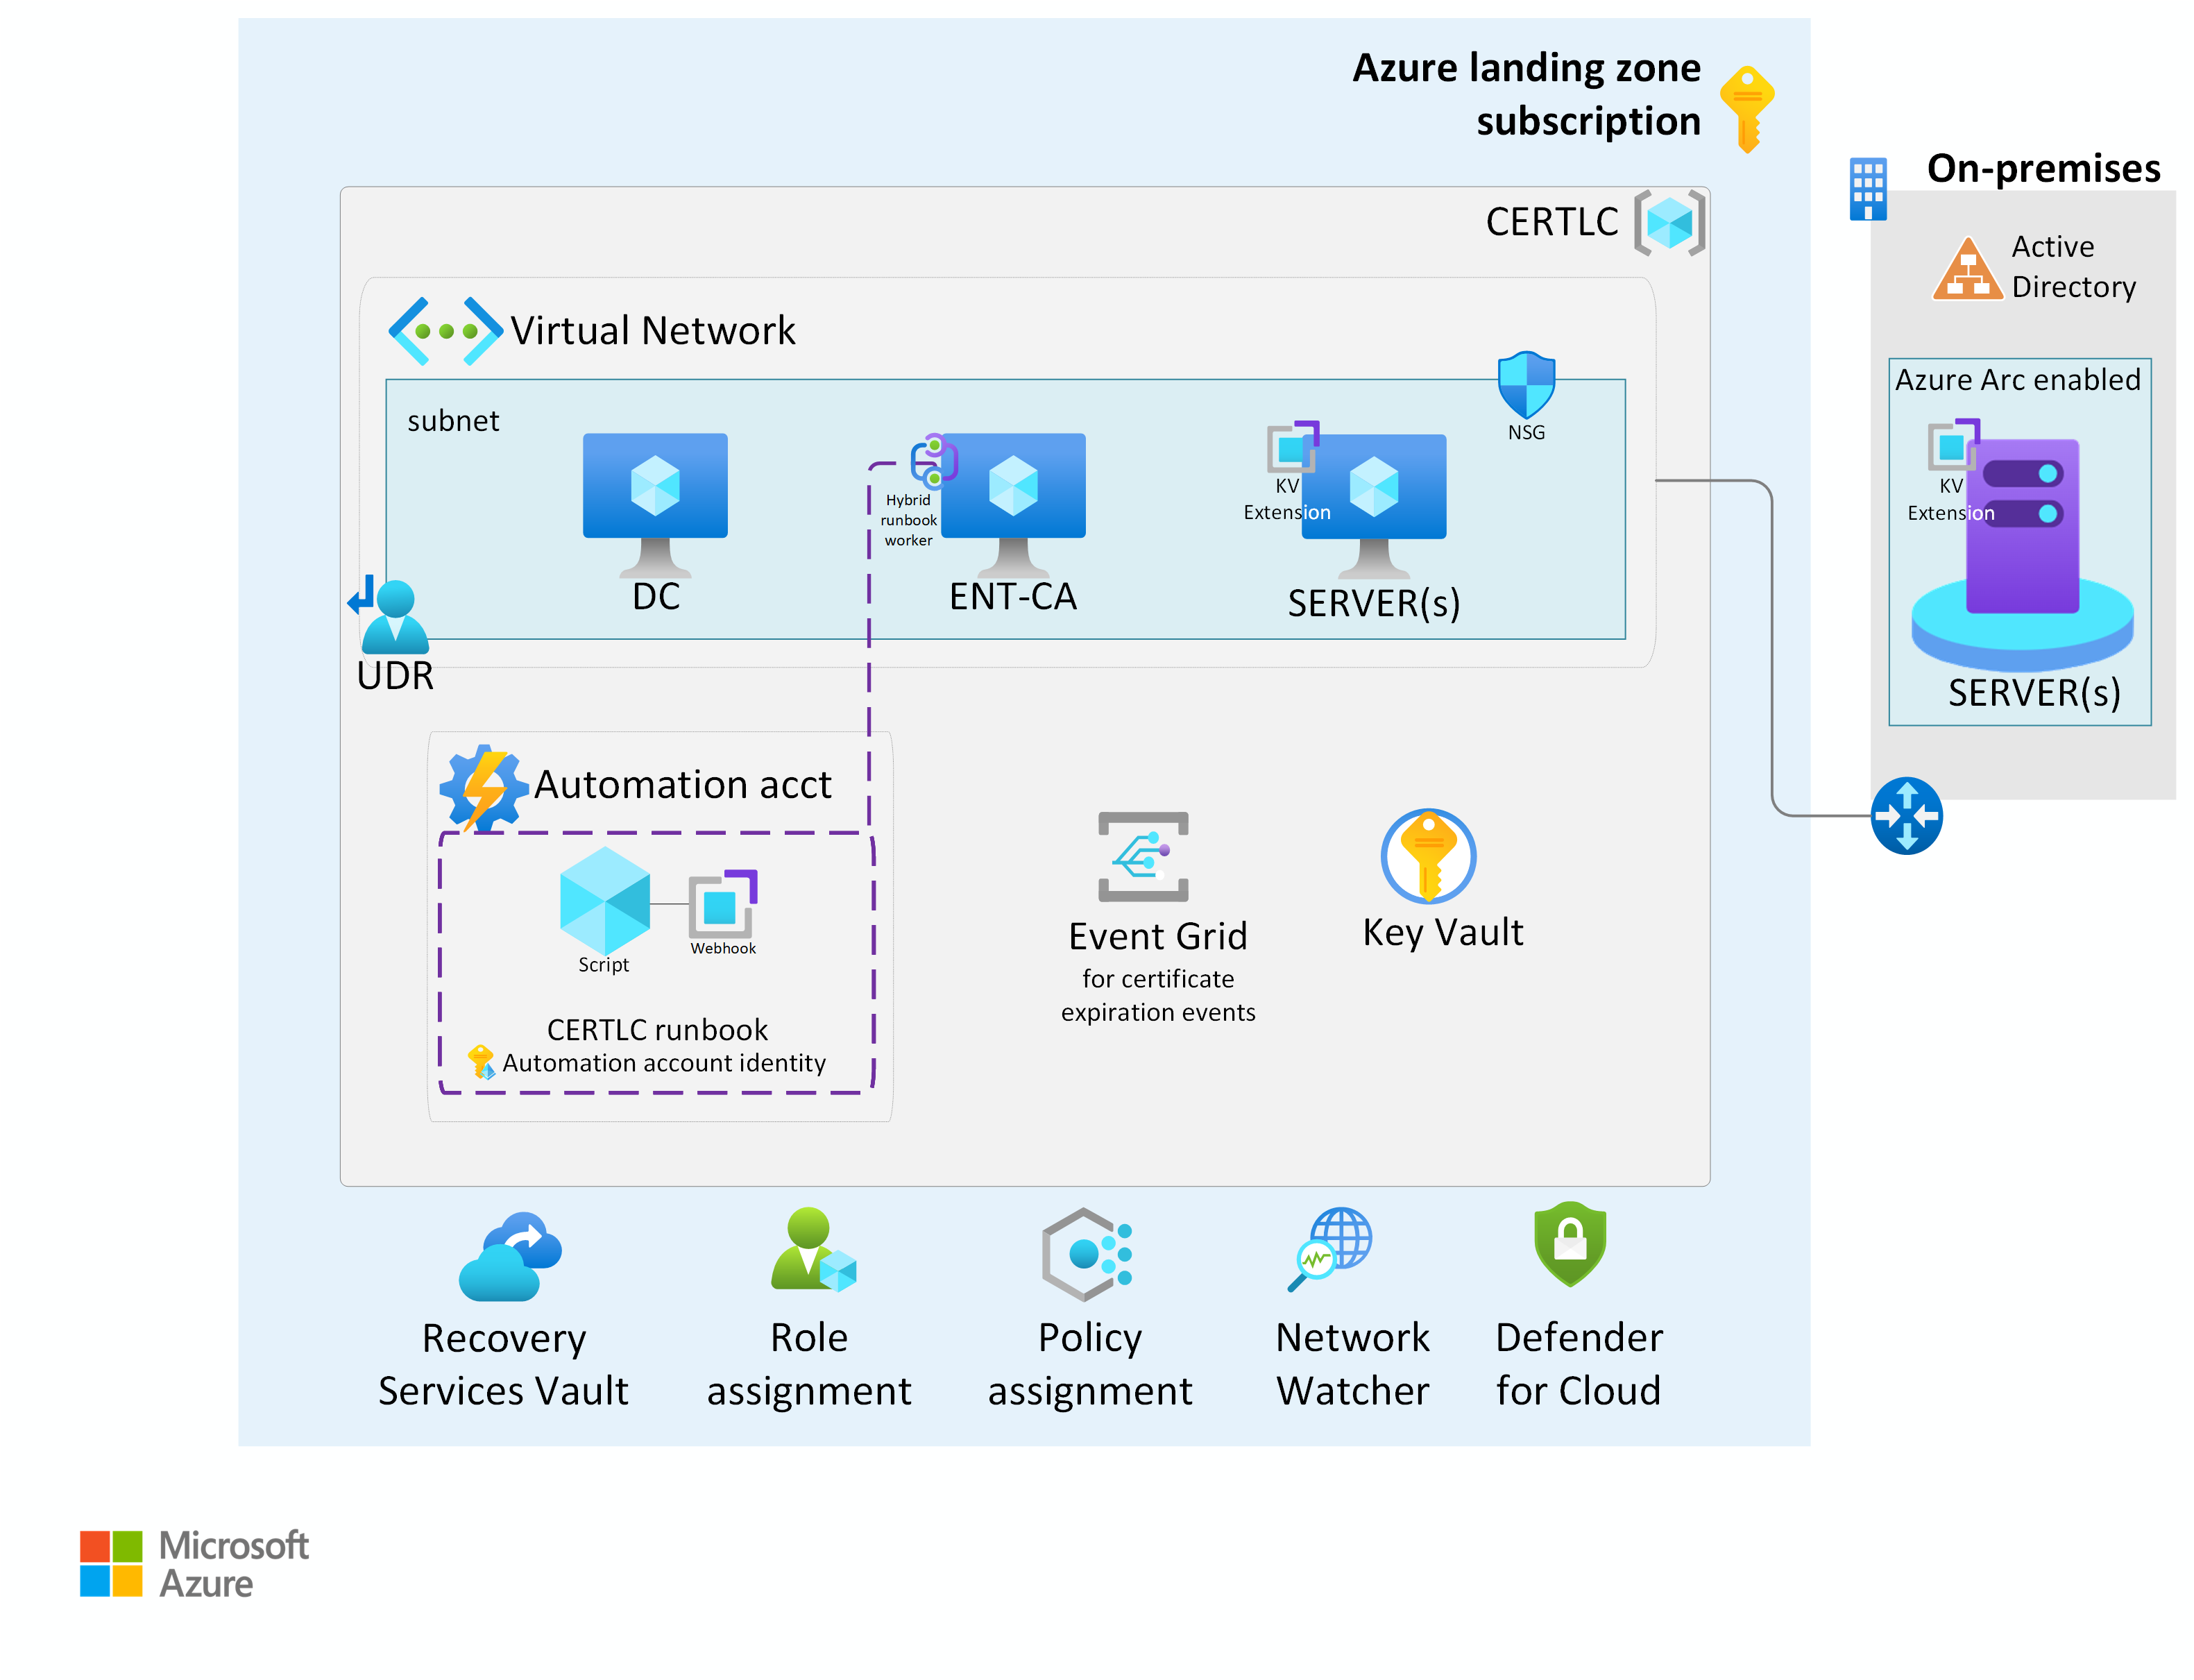 Azure landing zone
subscription
On-premises
CERTLC
Active
Directory
Virtual Network
Azure Arc enabled
subnet
NSG
Hybrid
runbook
worker
KV
Extension
KV
Extension
DC
ENT-CA
SERVER(s)
UDR
SERVER(s)
Automation acct
Script
Webhook
CERTLC runbook
Automation account identity
Event Grid
for certificate
expiration events
Key Vault
Recovery
Services Vault
Role
assignment
Policy
assignment
Network
Watcher
Defender
for Cloud
Microsoft
Azure